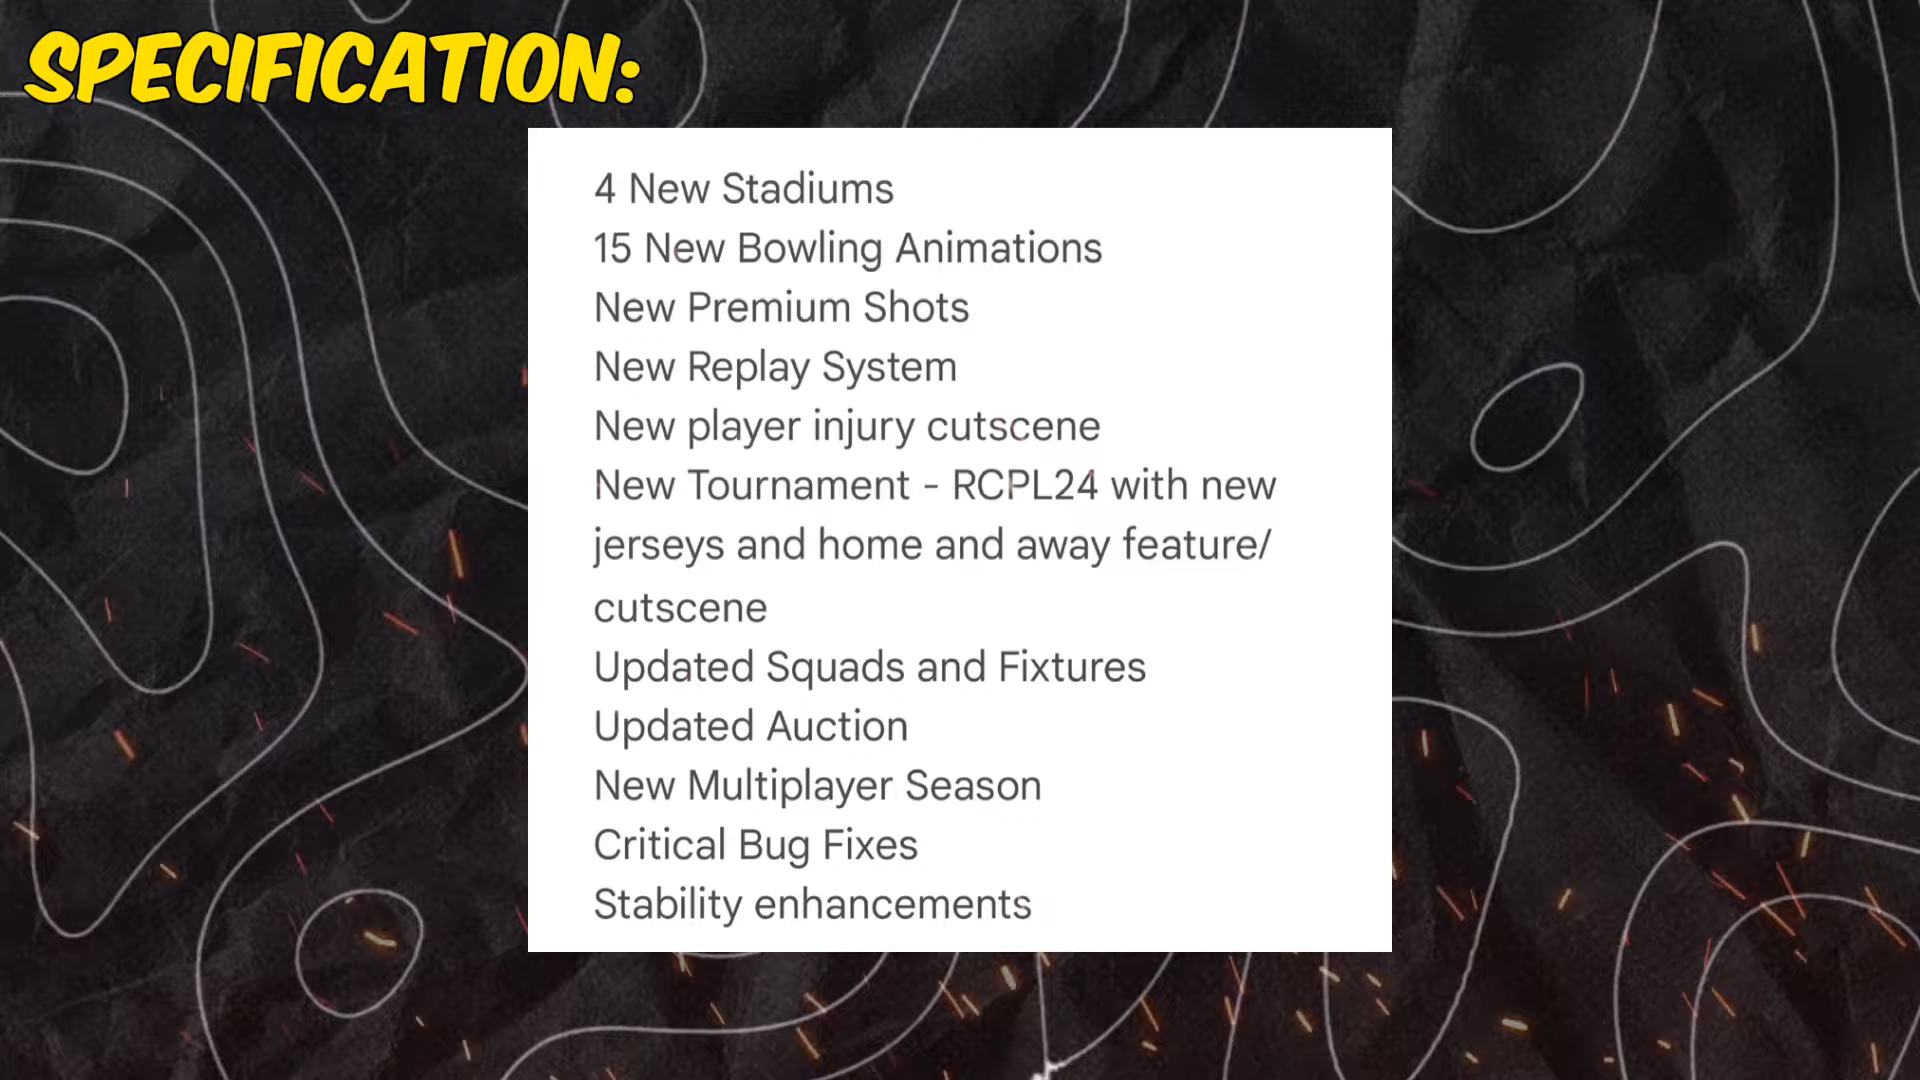 SPECIFICATION:
4 New Stadiums
15 New Bowling Animations
New Premium Shots
New Replay System
New player injury cutscene
New Tournament - RCPL24 with new
jerseys and home and away feature/
cutscene
Updated Squads and Fixtures
Updated Auction
New Multiplayer Season
Critical Bug Fixes
Stability enhancements